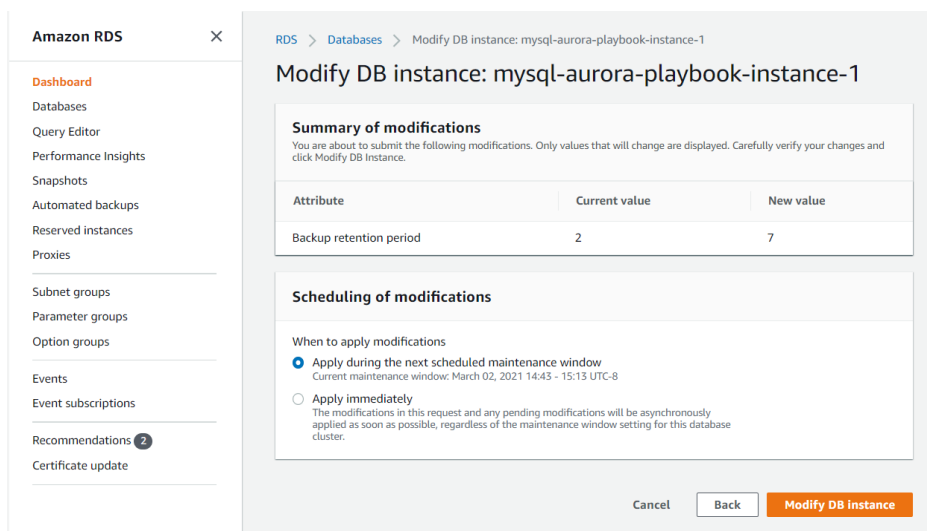 Amazon RDS
Dashboard
Databases
Query Editor
Performance Insights
Snapshots
Automated backups
Reserved instances
Proxies
Subnet groups
Parameter groups
Option groups
Events
Event subscriptions
Recommendations 2
Certificate update
RDS > Databases > Modify DB instance: mysql-aurora-playbook-instance-1
Modify DB instance: mysql-aurora-playbook-instance-1
Summary of modifications
You are about to submit the following modifications. Only values that will change are displayed. Carefully verify your changes and
click Modify DB Instance.
Attribute Current value New value
Backup retention period 2 7
Scheduling of modifications
When to apply modifications
Apply during the next scheduled maintenance window
Current maintenance window: March 02, 2021 14:43 - 15:13 UTC-8
Apply immediately
The modifications in this request and any pending modifications will be asynchronously
applied as soon as possible, regardless of the maintenance window setting for this database
cluster.
Cancel Back Modify DB instance